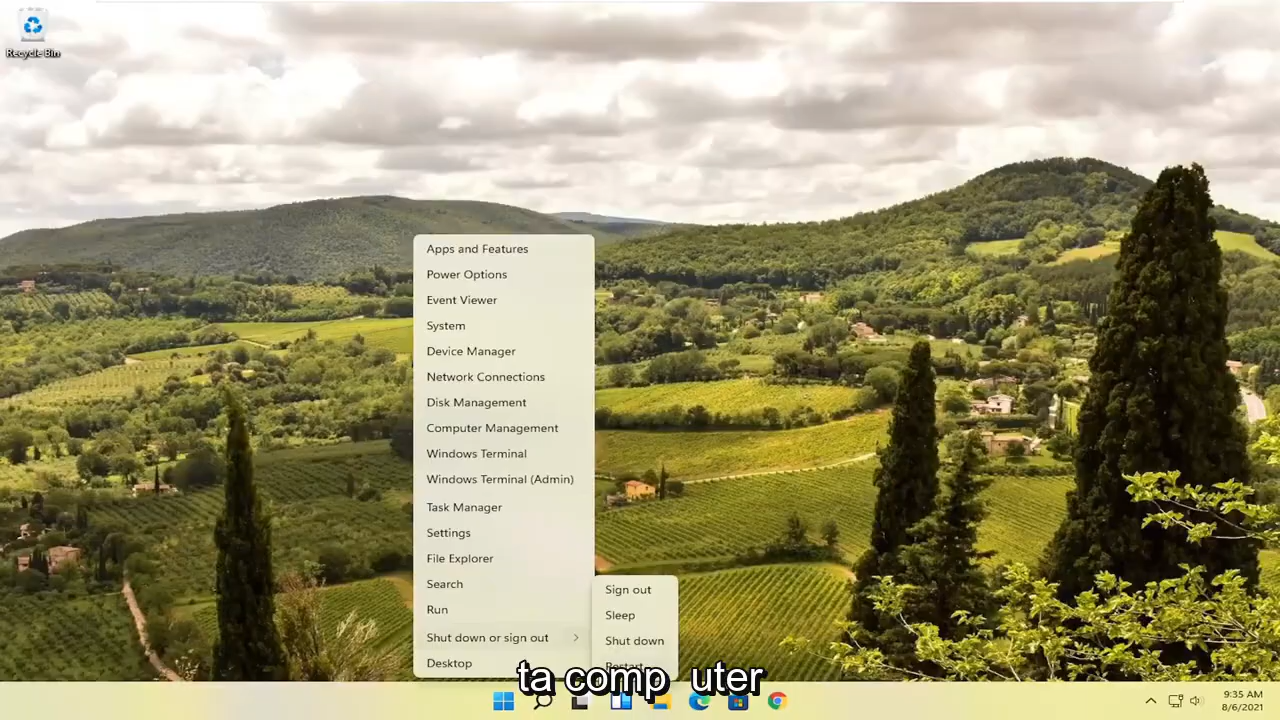 Recycle Bin
Apps and Features
Power Options
Event Viewer
System
Device Manager
Network Connections
Disk Management
Computer Management
Windows Terminal
Windows Terminal (Admin)
Task Manager
Settings
File Explorer
Search
Run
Shut down or sign out
Desktop
Sign out
Sleep
Shut down
Restart
ta comp uter
9:35 AM
8/6/2021